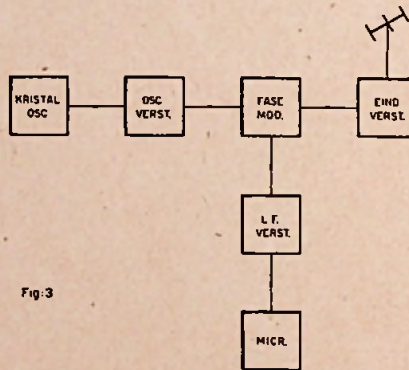 KRISTAL
OSC
OSC
VERST.
FASE
MOD.
EIND
VERST.
L F.
VERST.
Fig:3
MICR.